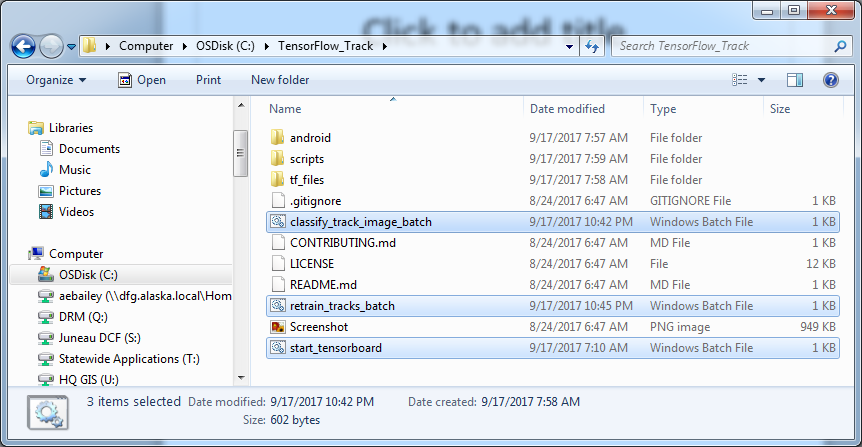 Click to add title
Computer OSDisk (C:) TensorFlow_Track Search TensorFlow_Track
Organize Open Print New folder
Name Date modified Type Size
Libraries
Documents
Music
Pictures
Videos
Computer
OSDisk (C:)
aebailey (\\dfg.alaska.local\Hom
DRM (Q:)
Juneau DCF (S:)
Statewide Applications (T:)
HQ GIS (U:)
android 9/17/2017 7:57 AM File folder
scripts 9/17/2017 7:59 AM File folder
tf_files 9/17/2017 7:58 AM File folder
.gitignore 8/24/2017 6:47 AM GITIGNORE File 1 KB
classify_track_image_batch 9/17/2017 10:42 PM Windows Batch File 1 KB
CONTRIBUTING.md 8/24/2017 6:47 AM MD File 1 KB
LICENSE 8/24/2017 6:47 AM File 12 KB
README.md 8/24/2017 6:47 AM MD File 1 KB
retrain_tracks_batch 9/17/2017 10:45 PM Windows Batch File 1 KB
Screenshot 8/24/2017 6:47 AM PNG image 949 KB
start_tensorboard 9/17/2017 7:10 AM Windows Batch File 1 KB
3 items selected Date modified: 9/17/2017 10:42 PM Date created: 9/17/2017 7:58 AM
Size: 602 bytes